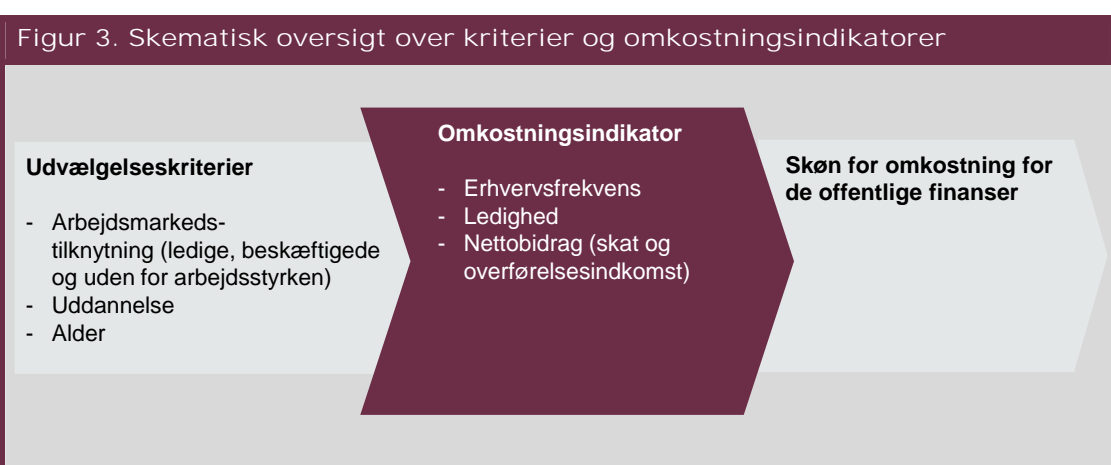 Figur 3. Skematisk oversigt over kriterier og omkostningsindikatorer
Udvælgelseskriterier
- Arbejdsmarkeds-
tilknytning (ledige, beskæftigede
og uden for arbejdsstyrken)
- Uddannelse
- Alder
Omkostningsindikator
- Erhvervsfrekvens
- Ledighed
- Nettobidrag (skat og
overførelsesindkomst)
Skøn for omkostning for
de offentlige finanser